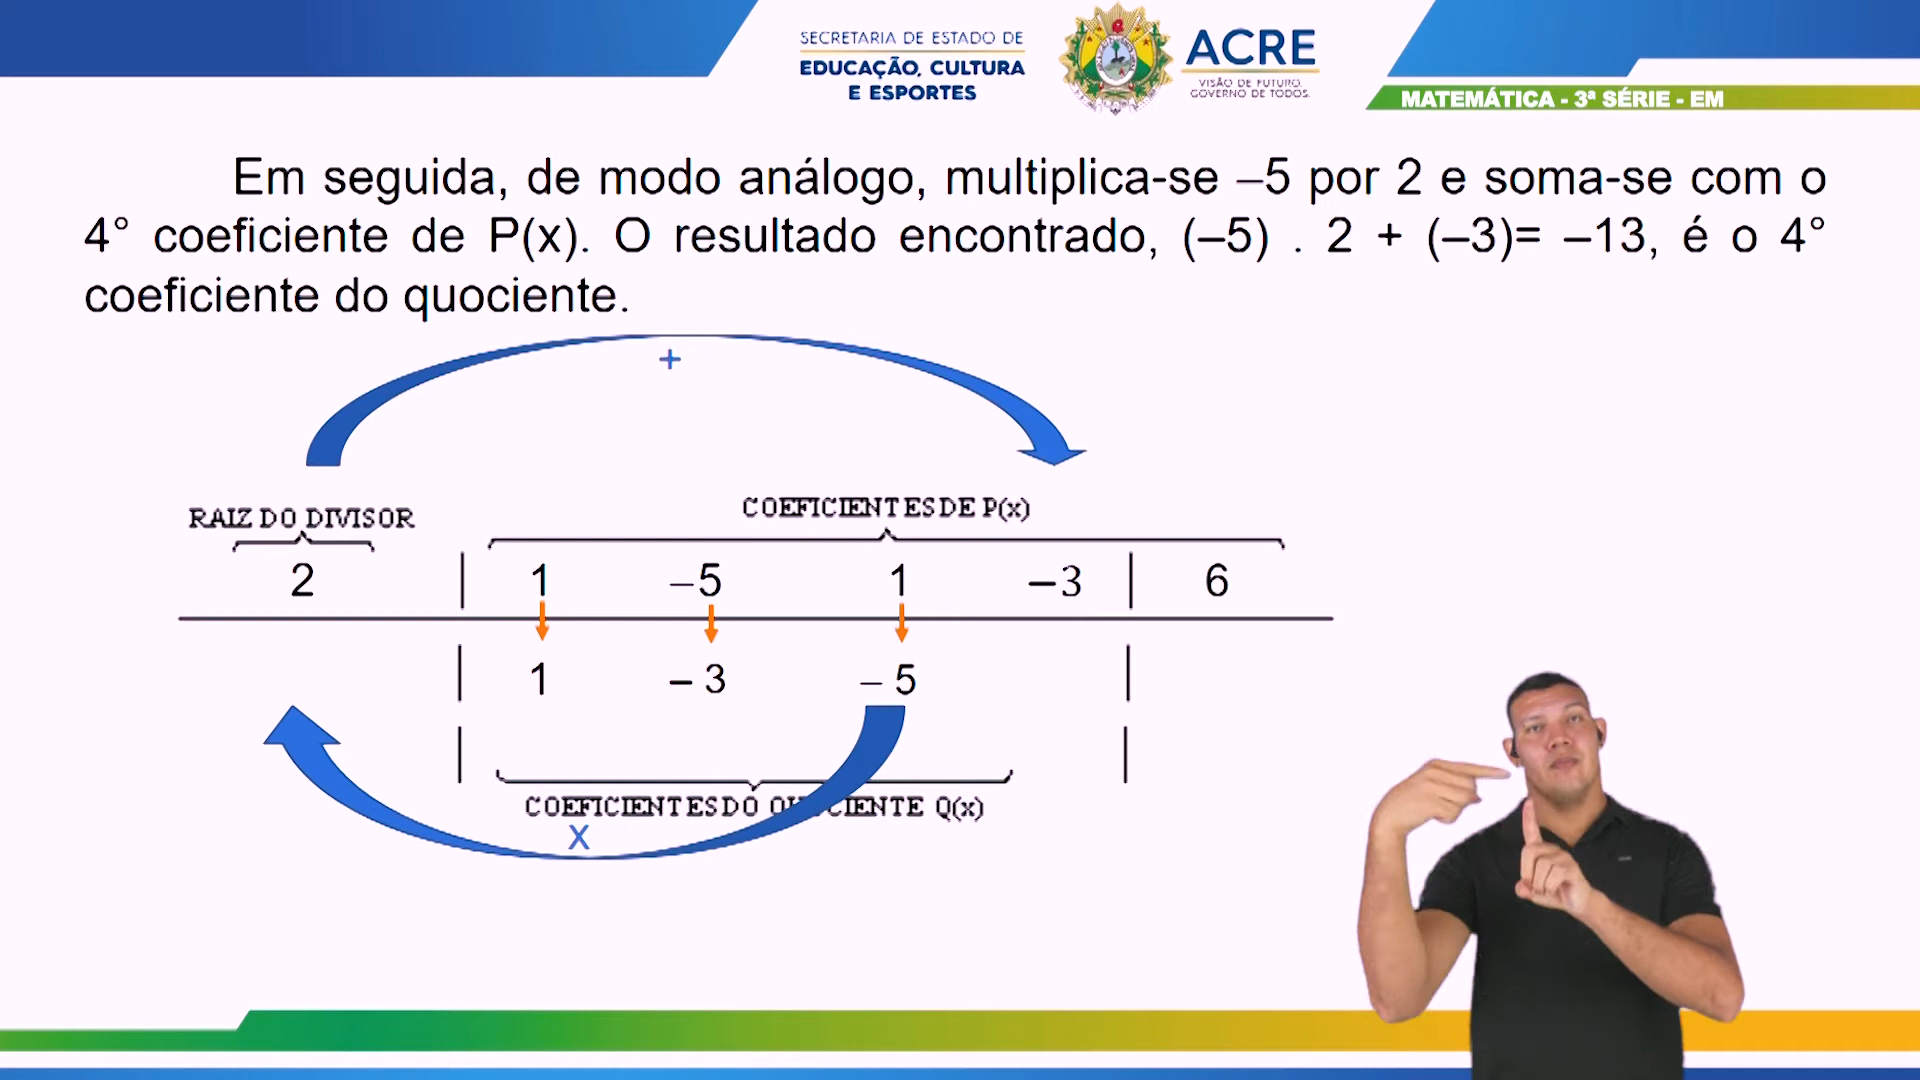 SECRETARIA DE ESTADO DE
EDUCAÇÃO, CULTURA
E ESPORTES
ACRE
VISÃO DE FUTURO.
GOVERNO DE TODOS.
MATEMÁTICA - 3ª SÉRIE - EM
Em seguida, de modo análogo, multiplica-se –5 por 2 e soma-se com o
4° coeficiente de P(x). O resultado encontrado, (–5) . 2 + (–3)= –13, é o 4°
coeficiente do quociente.
+
RAIZ DO DIVISOR
COEFICIENTES DE P(x)
2 | 1 –5 1 –3 | 6
| 1 – 3 – 5 |
| |
COEFICIENTES DO QUOCIENTE Q(x)
X